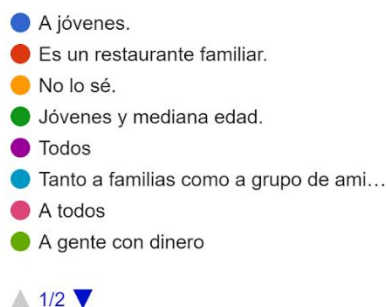 A jóvenes.
Es un restaurante familiar.
No lo sé.
Jóvenes y mediana edad.
Todos
Tanto a familias como a grupo de ami…
A todos
A gente con dinero
1/2